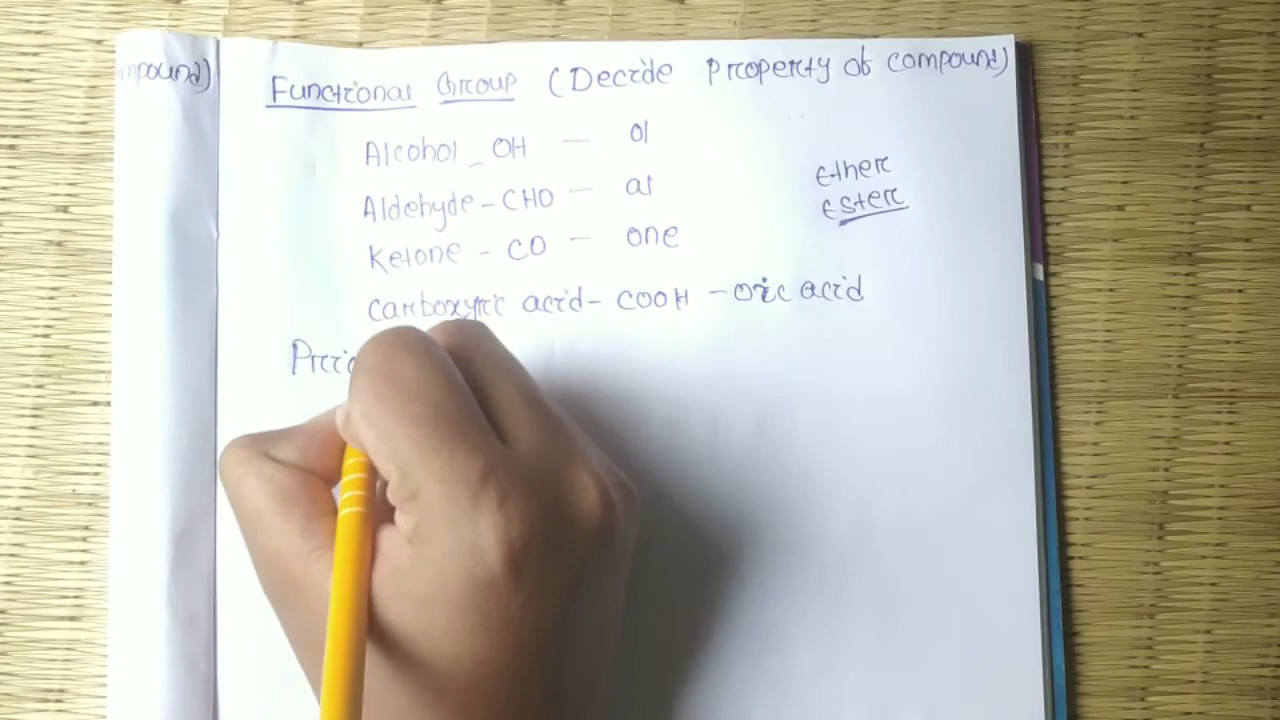 mpound)
Functional Group (Decide Property of compound)
Alcohol - OH — ol
Aldehyde - CHO — al
Ketone - CO — one
Carboxylic acid - COOH - oic acid
Ether
Ester